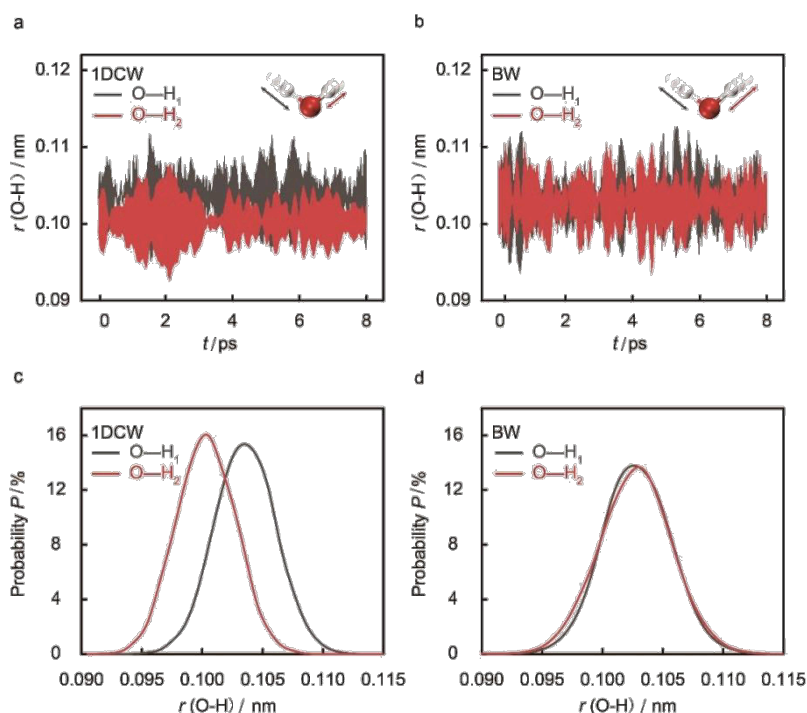 a
1DCW
O—H₁
O—H₂
0.12
0.11
0.10
0.09
r (O-H) / nm
0
2
4
6
8
t/ps
b
BW
O—H₁
O—H₂
0.12
0.11
0.10
0.09
r (O-H) / nm
0
2
4
6
8
t/ps
c
1DCW
O—H₁
O—H₂
16
12
8
4
0
Probability P/%
0.090 0.095 0.100 0.105 0.110 0.115
r (O-H) / nm
d
BW
O—H₁
O—H₂
16
12
8
4
0
Probability P/%
0.090 0.095 0.100 0.105 0.110 0.115
r (O-H) / nm